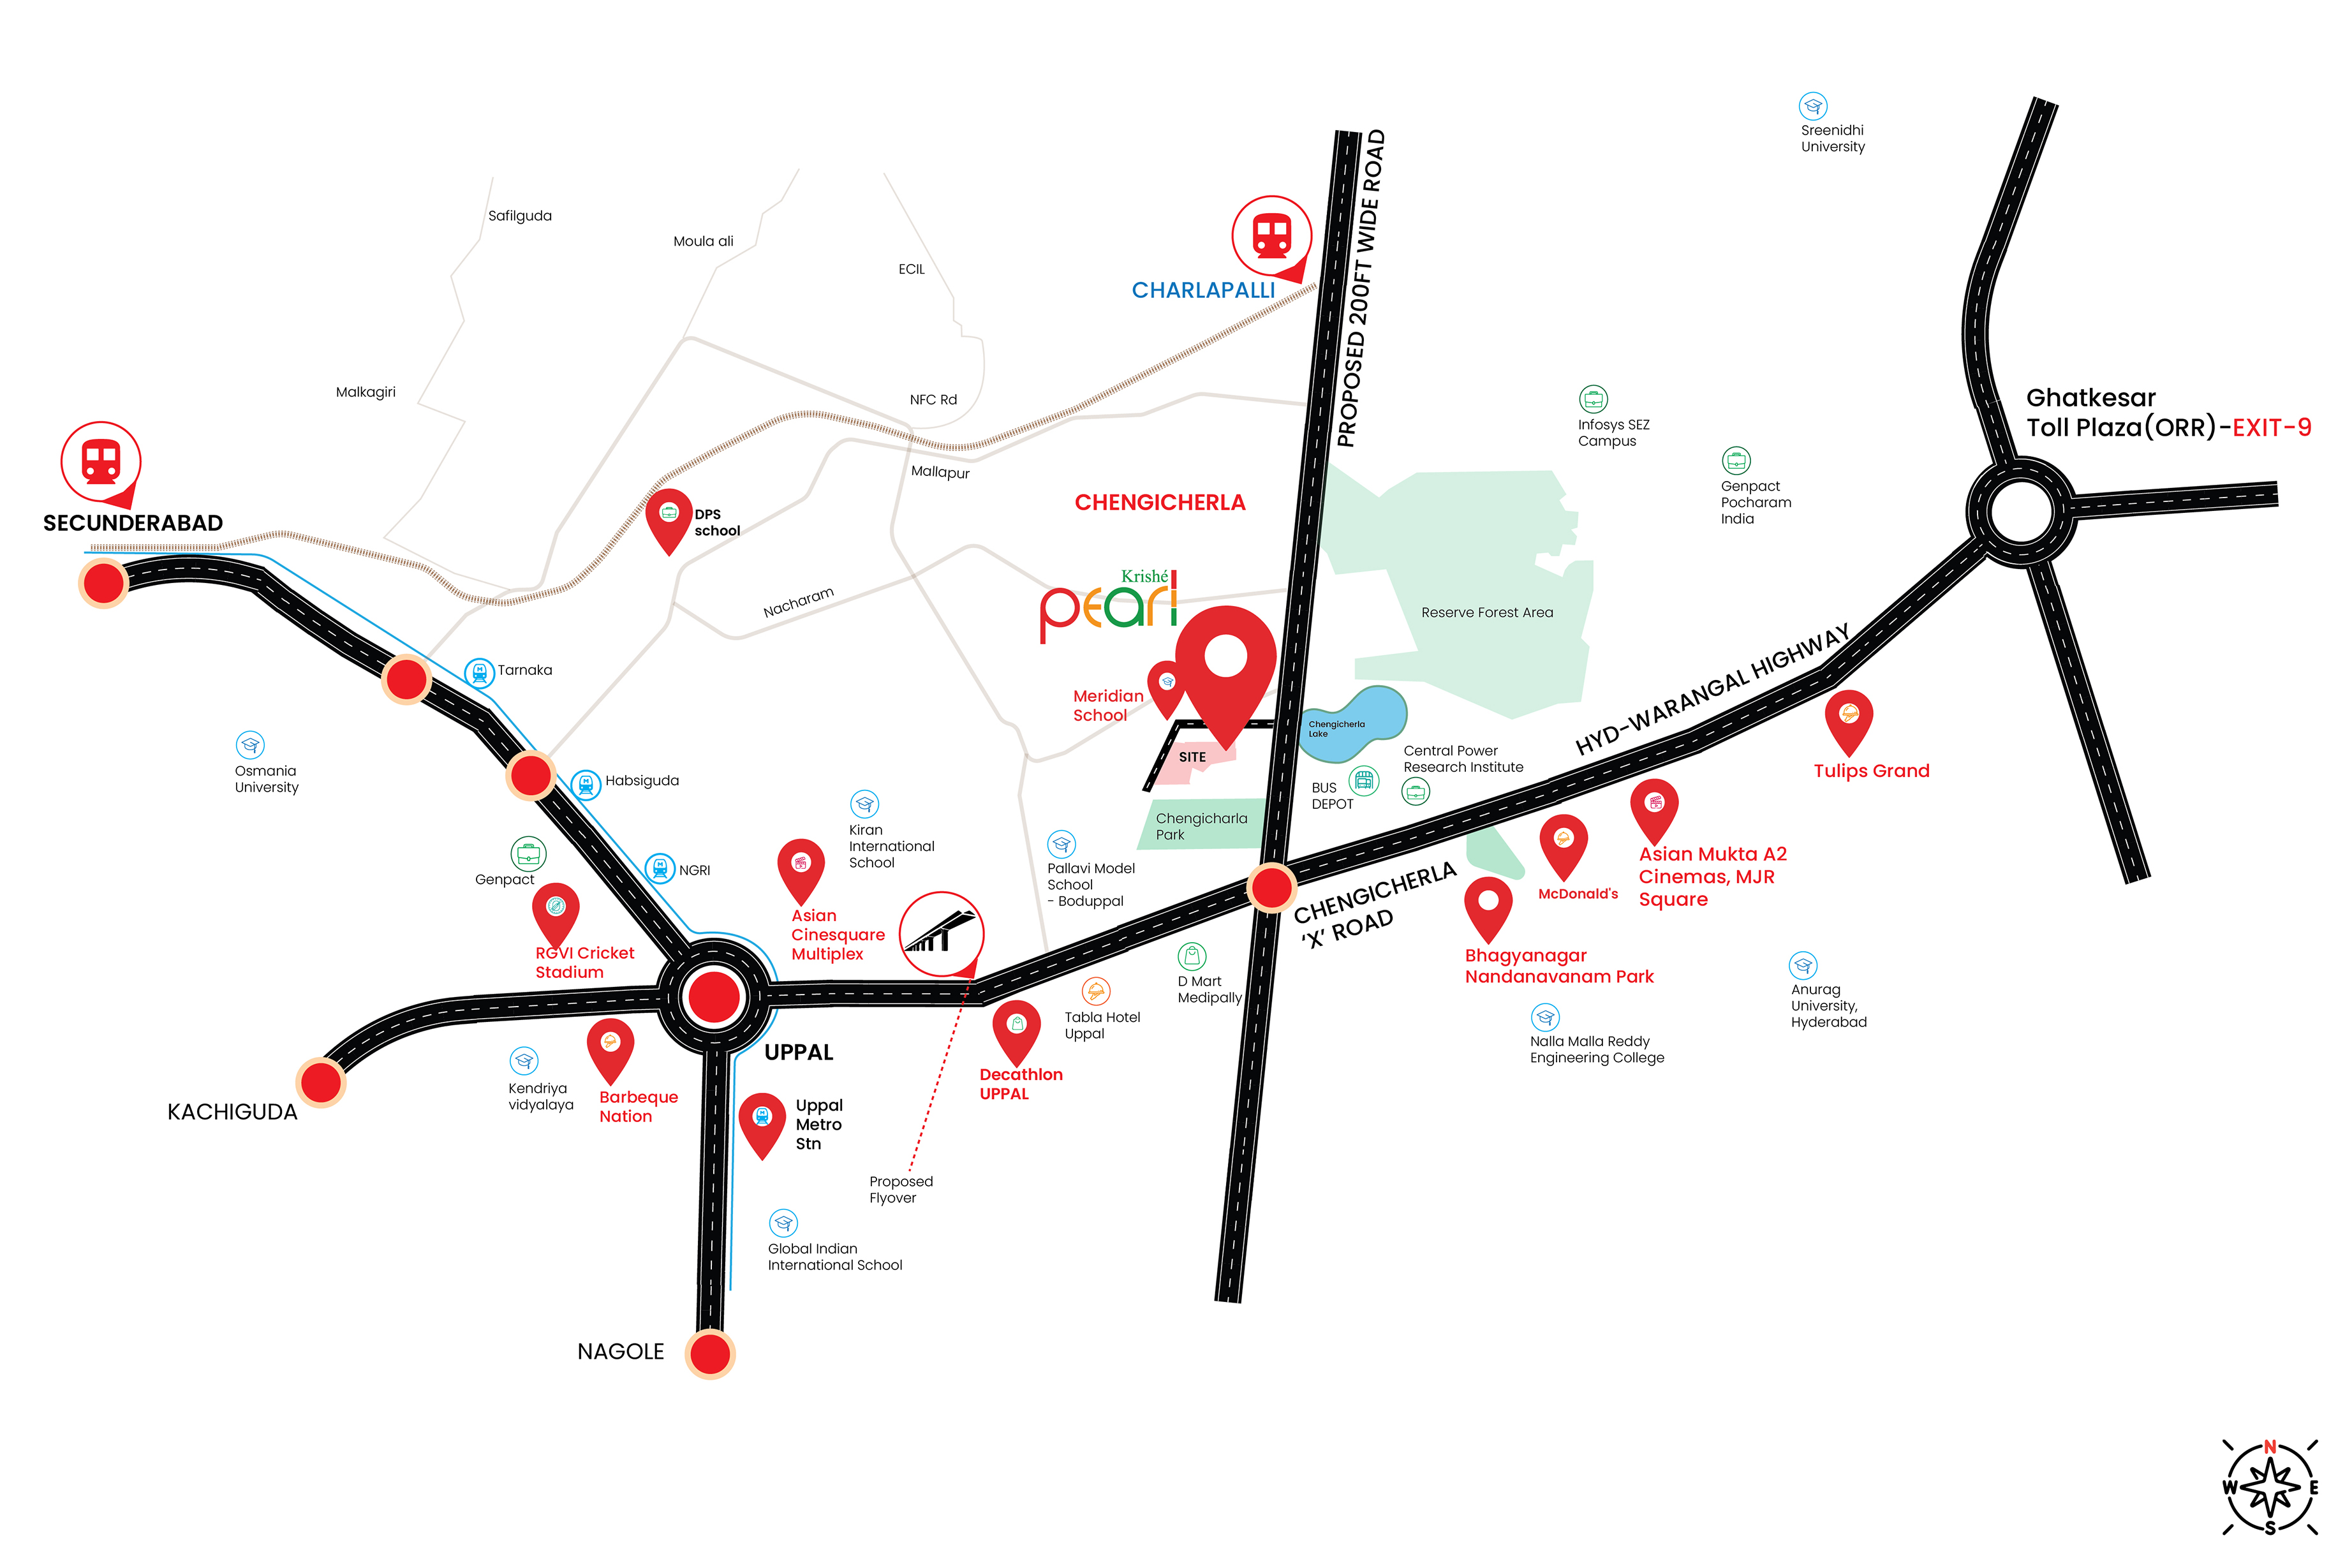 Sreenidhi
University
PROPOSED 200FT WIDE ROAD
Safilguda
Moula ali
ECIL
CHARLAPALLI
Malkagiri
NFC Rd
Ghatkesar
Toll Plaza(ORR)-EXIT-9
Infosys SEZ
Campus
Mallapur
Genpact
Pocharam
India
CHENGICHERLA
SECUNDERABAD
DPS
school
Krishé
pearl
Nacharam
Reserve Forest Area
Tarnaka
Meridian
School
HYD-WARANGAL HIGHWAY
Chengicherla
Lake
SITE
Central Power
Research Institute
Osmania
University
Habsiguda
BUS
DEPOT
Tulips Grand
Chengicharla
Park
Kiran
International
School
Genpact
NGRI
Pallavi Model
School
- Boduppal
CHENGICHERLA
‘X’ ROAD
McDonald's
Asian Mukta A2
Cinemas, MJR
Square
Asian
Cinesquare
Multiplex
RGVI Cricket
Stadium
Bhagyanagar
Nandanavanam Park
D Mart
Medipally
Anurag
University,
Hyderabad
Tabla Hotel
Uppal
Nalla Malla Reddy
Engineering College
UPPAL
Decathlon
UPPAL
Kendriya
vidyalaya
Barbeque
Nation
KACHIGUDA
Uppal
Metro
Stn
Proposed
Flyover
Global Indian
International School
NAGOLE
N
W E
S